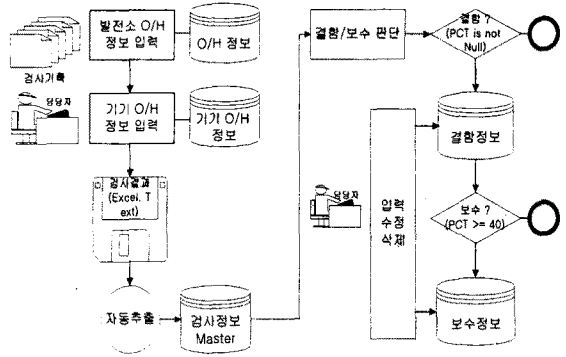 발전소 O/H
정보 입력
O/H 정보
검사기록
담당자
기기 O/H
정보 입력
기기 O/H
정보
검사결과
(Excel, T
ext)
자동추출
검사정보
Master
결함/보수 판단
결함 ?
(PCT is not
Null)
결함정보
담당자
입력
수정
삭제
보수 ?
(PCT >= 40)
보수정보